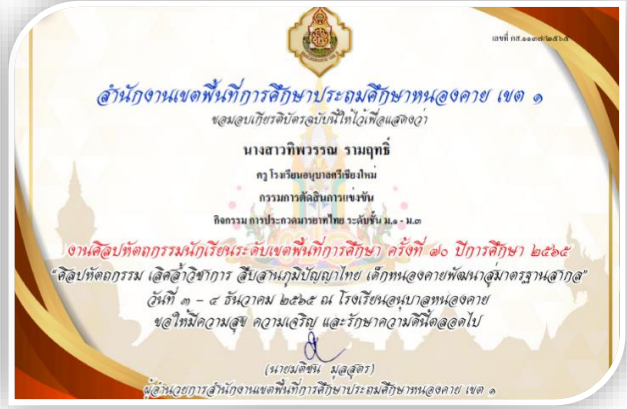 เลขที่ กส.๑๑๓๗/๒๕๖๕
สำนักงานเขตพื้นที่การศึกษาประถมศึกษาหนองคาย เขต ๑
ขอมอบเกียรติบัตรฉบับนี้ให้ไว้เพื่อแสดงว่า
นางสาวทิพวรรณ รามฤทธิ์
ครู โรงเรียนอนุบาลศรีเชียงใหม่
กรรมการตัดสินการแข่งขัน
กิจกรรม การประกวดมารยาทไทย ระดับชั้น ม.๑ - ม.๓
งานศิลปหัตถกรรมนักเรียนระดับเขตพื้นที่การศึกษา ครั้งที่ ๗๐ ปีการศึกษา ๒๕๖๕
"ศิลปหัตถกรรม เลิศล้ำวิชาการ สืบสานภูมิปัญญาไทย เด็กหนองคายพัฒนาสู่มาตรฐานสากล"
วันที่ ๓ - ๔ ธันวาคม ๒๕๖๕ ณ โรงเรียนอนุบาลหนองคาย
ขอให้มีความสุข ความเจริญ และรักษาความดีนี้ตลอดไป
(นายมติชน มูลสูตร)
ผู้อำนวยการสำนักงานเขตพื้นที่การศึกษาประถมศึกษาหนองคาย เขต ๑